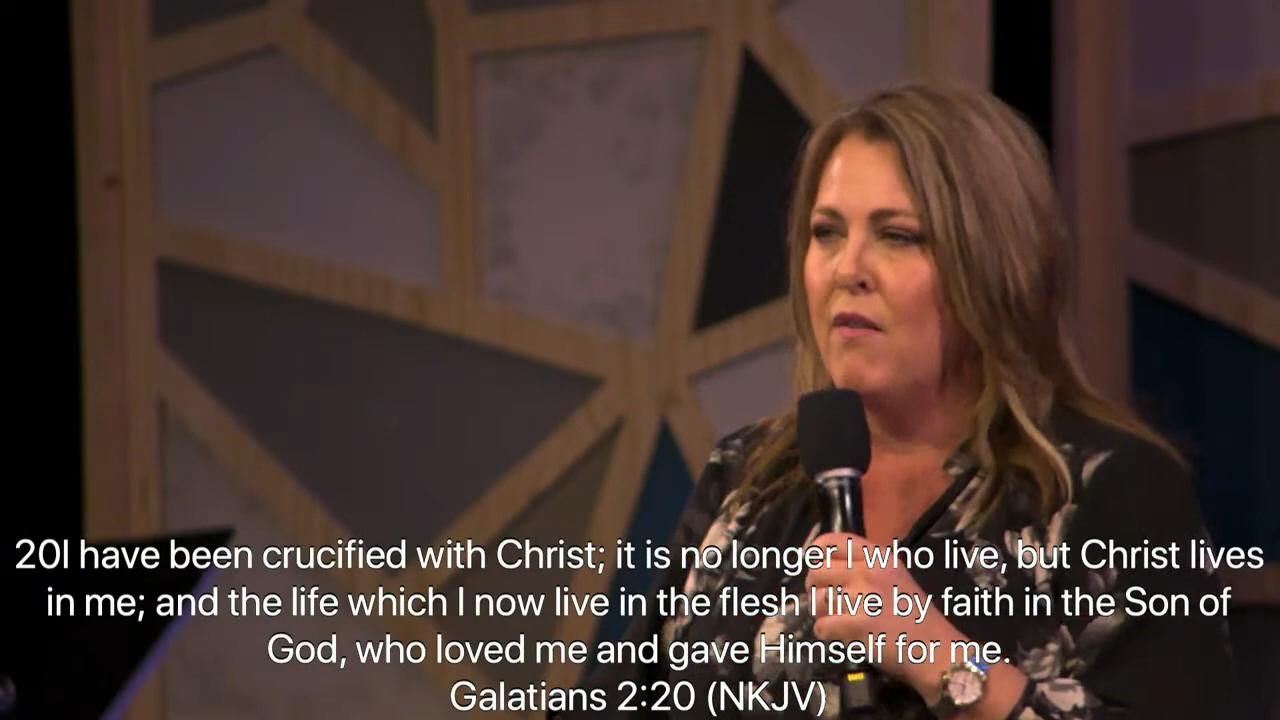 20I have been crucified with Christ; it is no longer I who live, but Christ lives
in me; and the life which I now live in the flesh I live by faith in the Son of
God, who loved me and gave Himself for me.
Galatians 2:20 (NKJV)